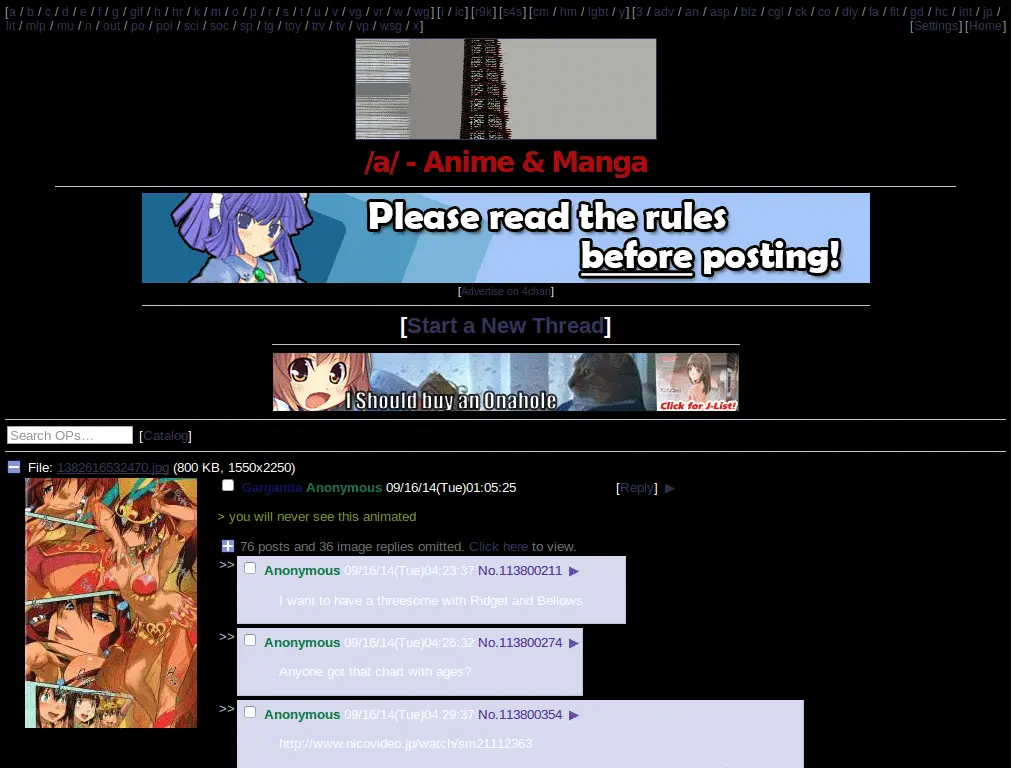 [a / b / c / d / e / f / g / gif / h / hr / k / m / o / p / r / s / t / u / v / vg / vr / w / wg] [i / ic] [r9k] [s4s] [cm / hm / lgbt / y] [3 / adv / an / asp / biz / cgl / ck / co / diy / fa / fit / gd / hc / int / jp /
lit / mlp / mu / n / out / po / pol / sci / soc / sp / tg / toy / trv / tv / vp / wsg / x]
[Settings] [Home]
/a/ - Anime & Manga
Please read the rules
before posting!
[Advertise on 4chan]
[Start a New Thread]
I Should buy an Onahole
Click for J-List!
Search OPs…
[Catalog]
File: 1382616532470.jpg (800 KB, 1550x2250)
Gargantia Anonymous 09/16/14(Tue)01:05:25
[Reply] ▶
> you will never see this animated
76 posts and 36 image replies omitted. Click here to view.
>> Anonymous 09/16/14(Tue)04:23:37 No.113800211 ▶
I want to have a threesome with Ridget and Bellows
>> Anonymous 09/16/14(Tue)04:26:32 No.113800274 ▶
Anyone got that chart with ages?
>> Anonymous 09/16/14(Tue)04:29:37 No.113800354 ▶
http://www.nicovideo.jp/watch/sm21112363